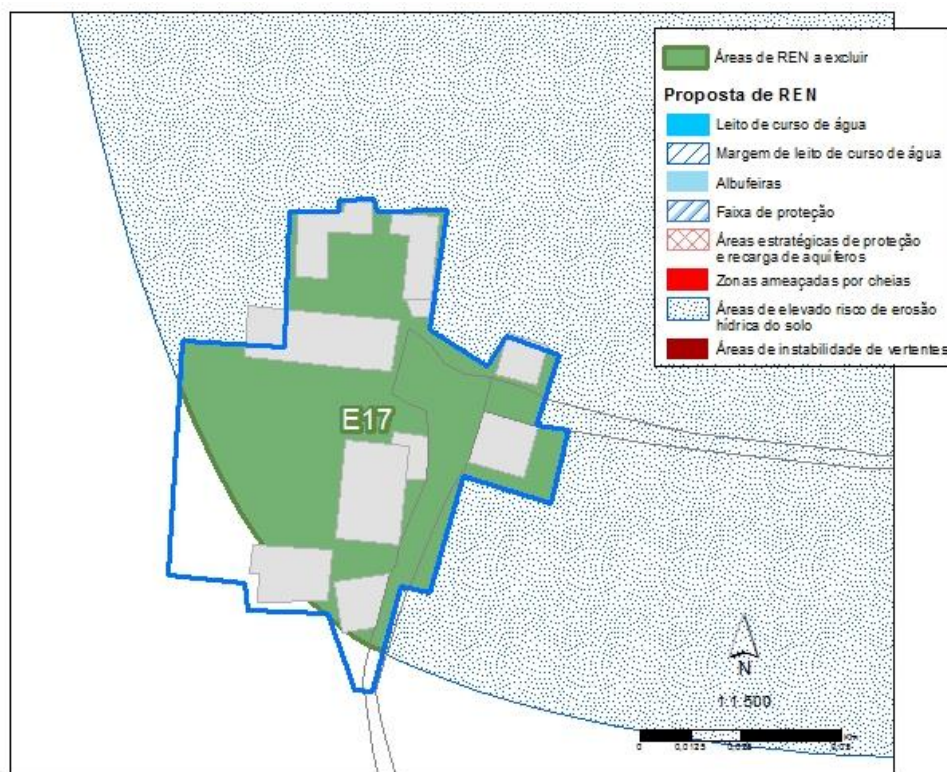 Áreas de REN a excluir
Proposta de REN
Leito de curso de água
Margem de leito de curso de água
Albufeiras
Faixa de proteção
Áreas estratégicas de proteção
e recarga de aquíferos
Zonas ameaçadas por cheias
Áreas de elevado risco de erosão
hídrica do solo
Áreas de instabilidade de vertentes
E17
N
1:1 500
0 0,0125